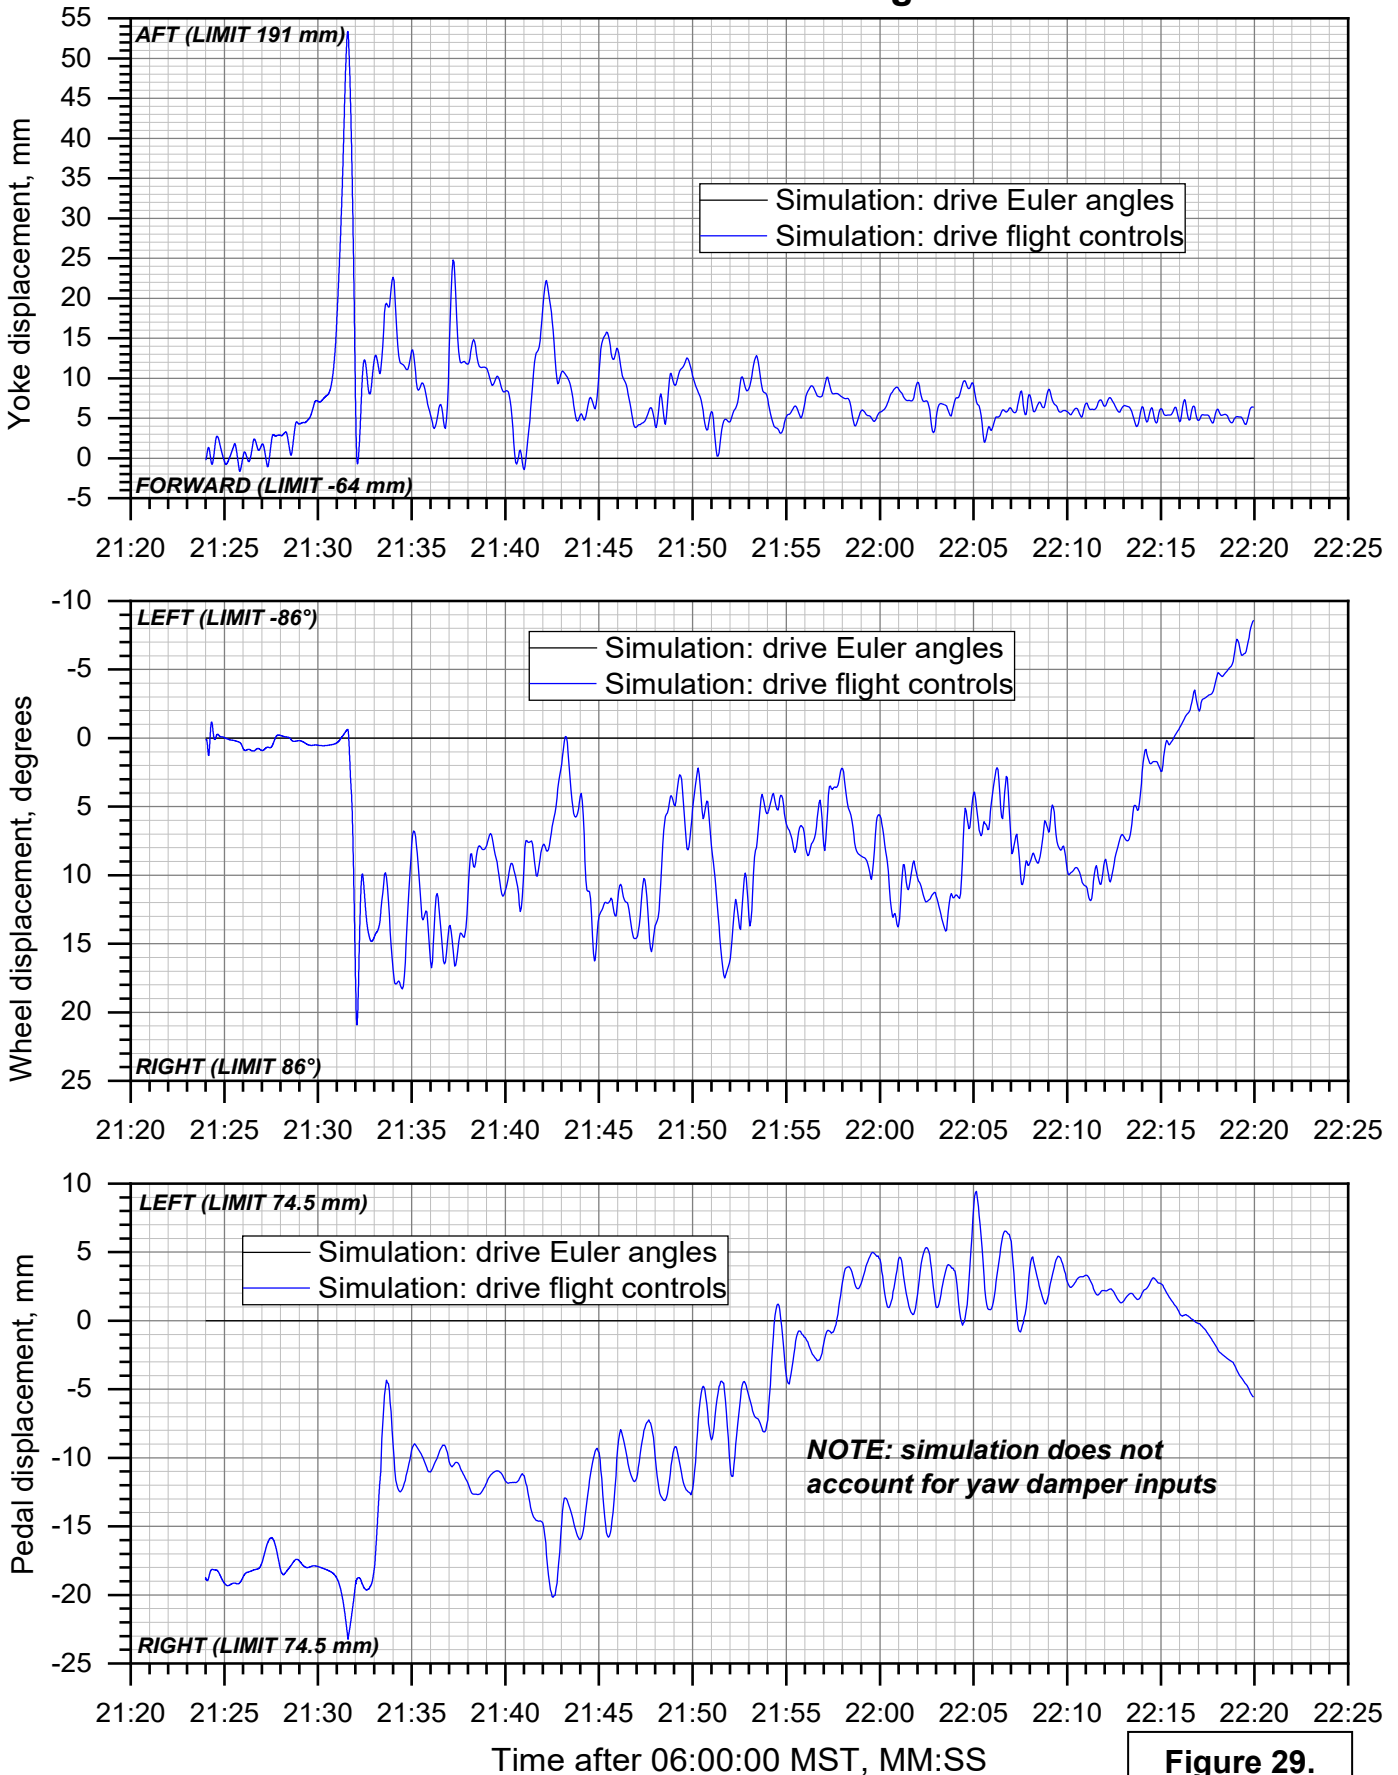 55
AFT (LIMIT 191 mm)
50
45
40
35
30
25
20
15
10
5
0
-5
FORWARD (LIMIT -64 mm)
Yoke displacement, mm
Simulation: drive Euler angles
Simulation: drive flight controls
21:20 21:25 21:30 21:35 21:40 21:45 21:50 21:55 22:00 22:05 22:10 22:15 22:20 22:25
-10
LEFT (LIMIT -86°)
-5
0
5
10
15
20
25
RIGHT (LIMIT 86°)
Wheel displacement, degrees
Simulation: drive Euler angles
Simulation: drive flight controls
21:20 21:25 21:30 21:35 21:40 21:45 21:50 21:55 22:00 22:05 22:10 22:15 22:20 22:25
10
LEFT (LIMIT 74.5 mm)
5
0
-5
-10
-15
-20
-25
RIGHT (LIMIT 74.5 mm)
Pedal displacement, mm
Simulation: drive Euler angles
Simulation: drive flight controls
NOTE: simulation does not
account for yaw damper inputs
21:20 21:25 21:30 21:35 21:40 21:45 21:50 21:55 22:00 22:05 22:10 22:15 22:20 22:25
Time after 06:00:00 MST, MM:SS
Figure 29.